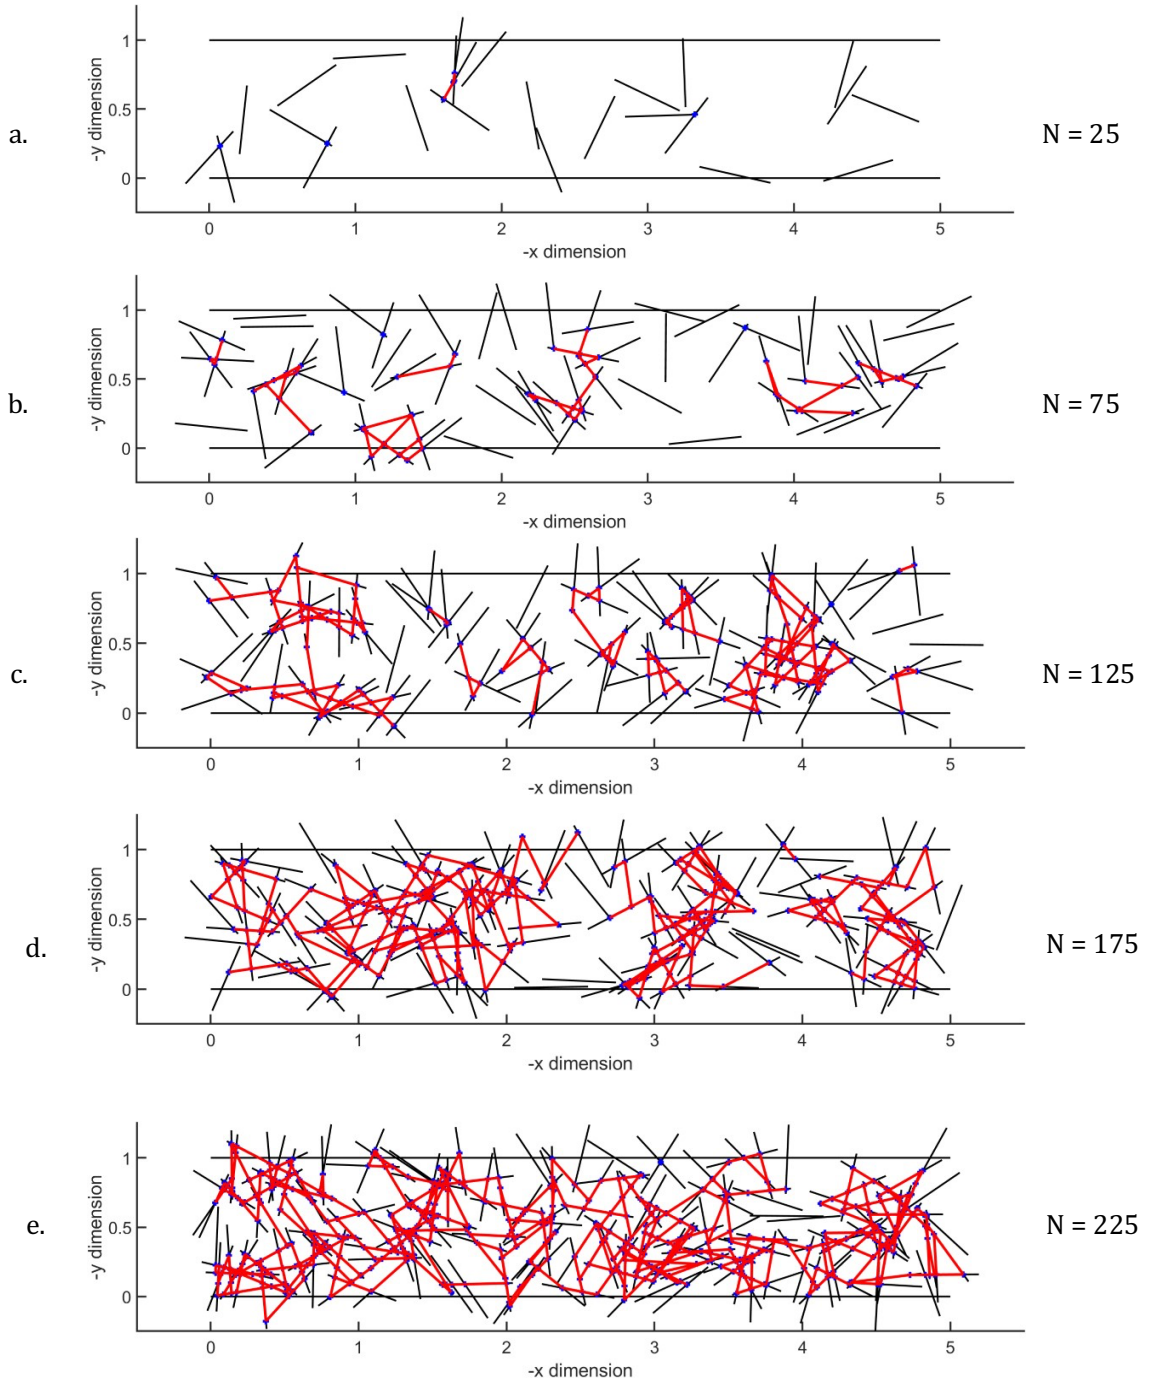 a.
-y dimension
1
0.5
0
0 1 2 3 4 5
-x dimension
N = 25
b.
-y dimension
1
0.5
0
0 1 2 3 4 5
-x dimension
N = 75
c.
-y dimension
1
0.5
0
0 1 2 3 4 5
-x dimension
N = 125
d.
-y dimension
1
0.5
0
0 1 2 3 4 5
-x dimension
N = 175
e.
-y dimension
1
0.5
0
0 1 2 3 4 5
-x dimension
N = 225